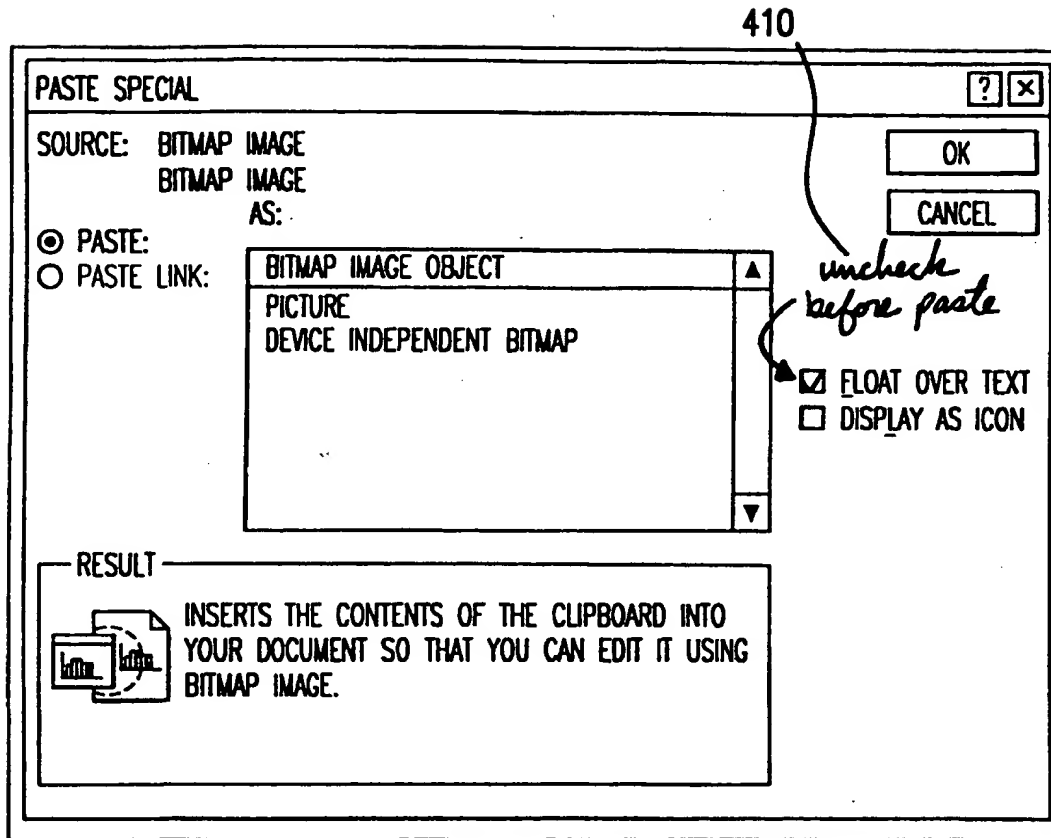 410
PASTE SPECIAL ? X
SOURCE: BITMAP IMAGE
BITMAP IMAGE
AS:
OK
CANCEL
PASTE:
PASTE LINK:
BITMAP IMAGE OBJECT
PICTURE
DEVICE INDEPENDENT BITMAP
uncheck
before paste
FLOAT OVER TEXT
DISPLAY AS ICON
RESULT
INSERTS THE CONTENTS OF THE CLIPBOARD INTO
YOUR DOCUMENT SO THAT YOU CAN EDIT IT USING
BITMAP IMAGE.